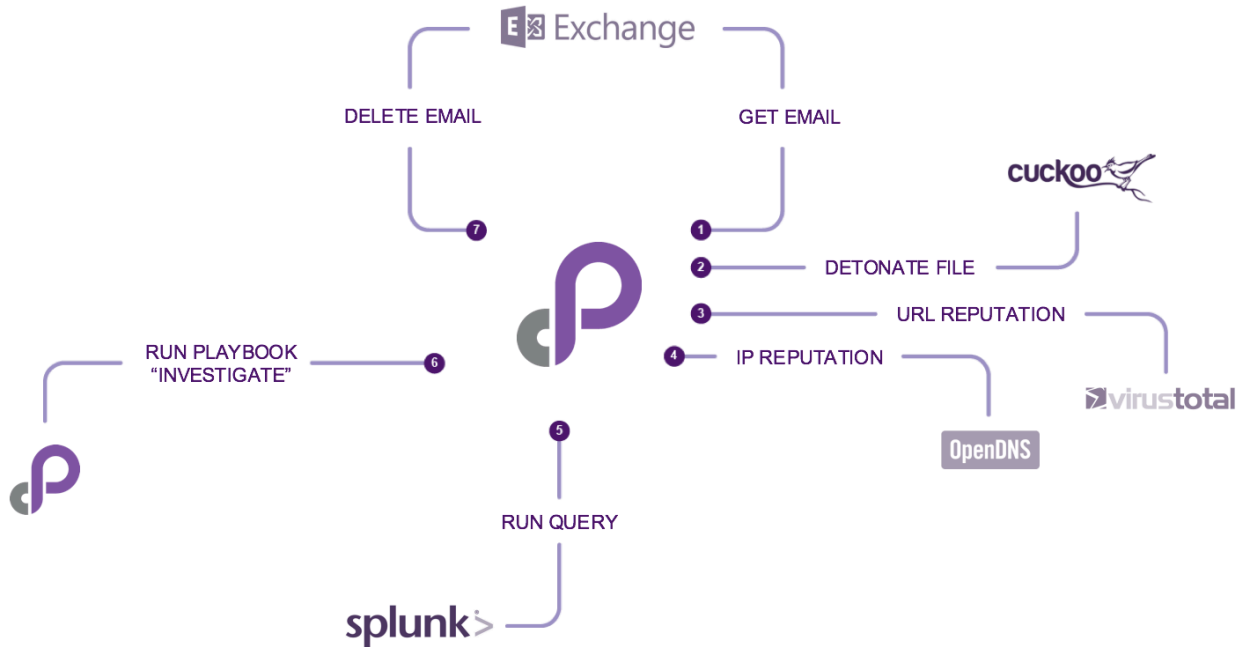 E Exchange
DELETE EMAIL
GET EMAIL
cuckoo
7
1
2
DETONATE FILE
3
URL REPUTATION
RUN PLAYBOOK
“INVESTIGATE”
6
4
IP REPUTATION
virustotal
5
OpenDNS
RUN QUERY
splunk